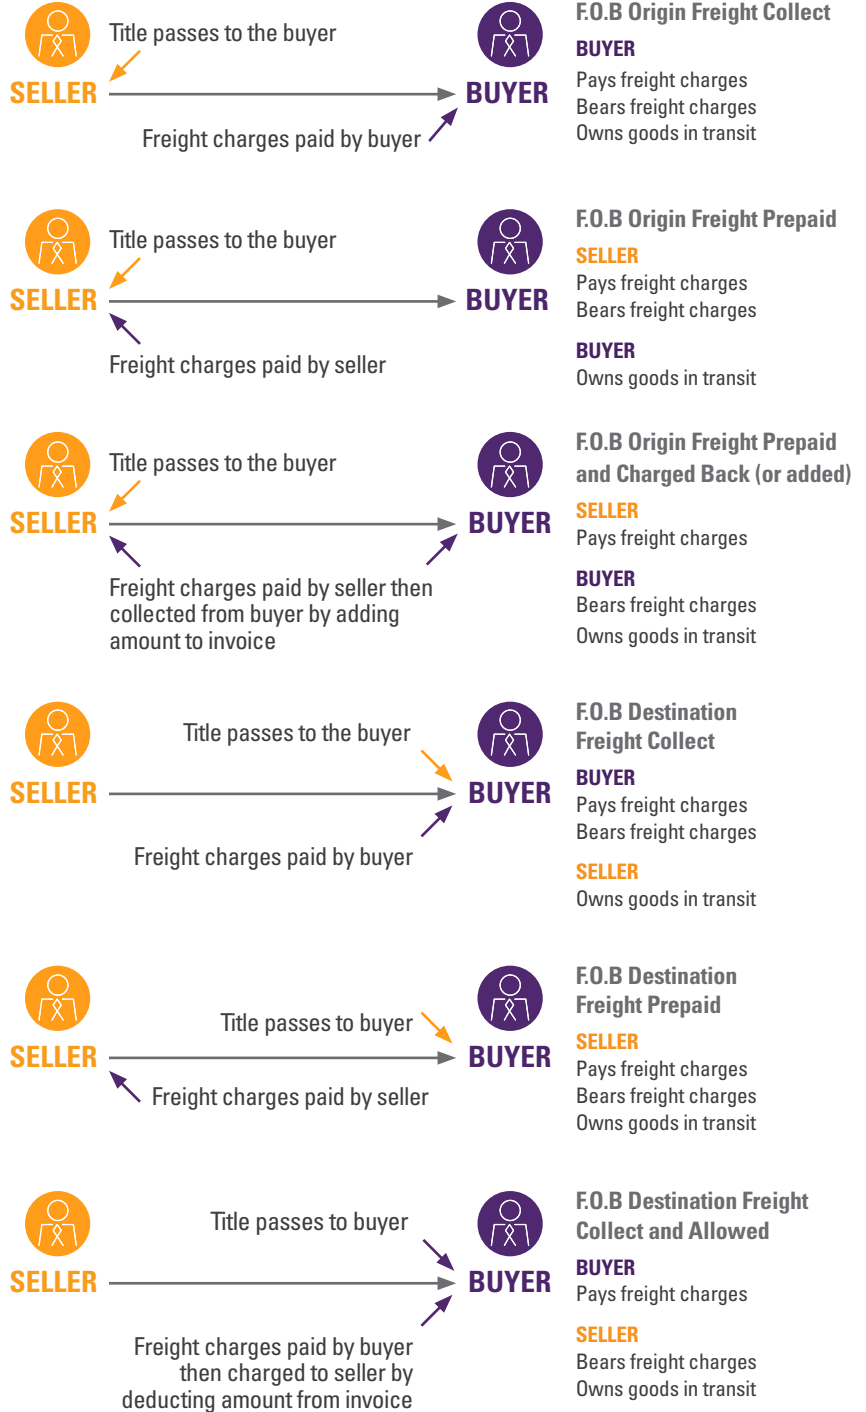 Title passes to the buyer
SELLER
BUYER
Freight charges paid by buyer
F.O.B Origin Freight Collect
BUYER
Pays freight charges
Bears freight charges
Owns goods in transit
Title passes to the buyer
SELLER
BUYER
Freight charges paid by seller
F.O.B Origin Freight Prepaid
SELLER
Pays freight charges
Bears freight charges
BUYER
Owns goods in transit
Title passes to the buyer
SELLER
BUYER
Freight charges paid by seller then
collected from buyer by adding
amount to invoice
F.O.B Origin Freight Prepaid
and Charged Back (or added)
SELLER
Pays freight charges
BUYER
Bears freight charges
Owns goods in transit
Title passes to the buyer
SELLER
BUYER
Freight charges paid by buyer
F.O.B Destination
Freight Collect
BUYER
Pays freight charges
Bears freight charges
SELLER
Owns goods in transit
Title passes to buyer
SELLER
BUYER
Freight charges paid by seller
F.O.B Destination
Freight Prepaid
SELLER
Pays freight charges
Bears freight charges
Owns goods in transit
Title passes to buyer
SELLER
BUYER
Freight charges paid by buyer
then charged to seller by
deducting amount from invoice
F.O.B Destination Freight
Collect and Allowed
BUYER
Pays freight charges
SELLER
Bears freight charges
Owns goods in transit